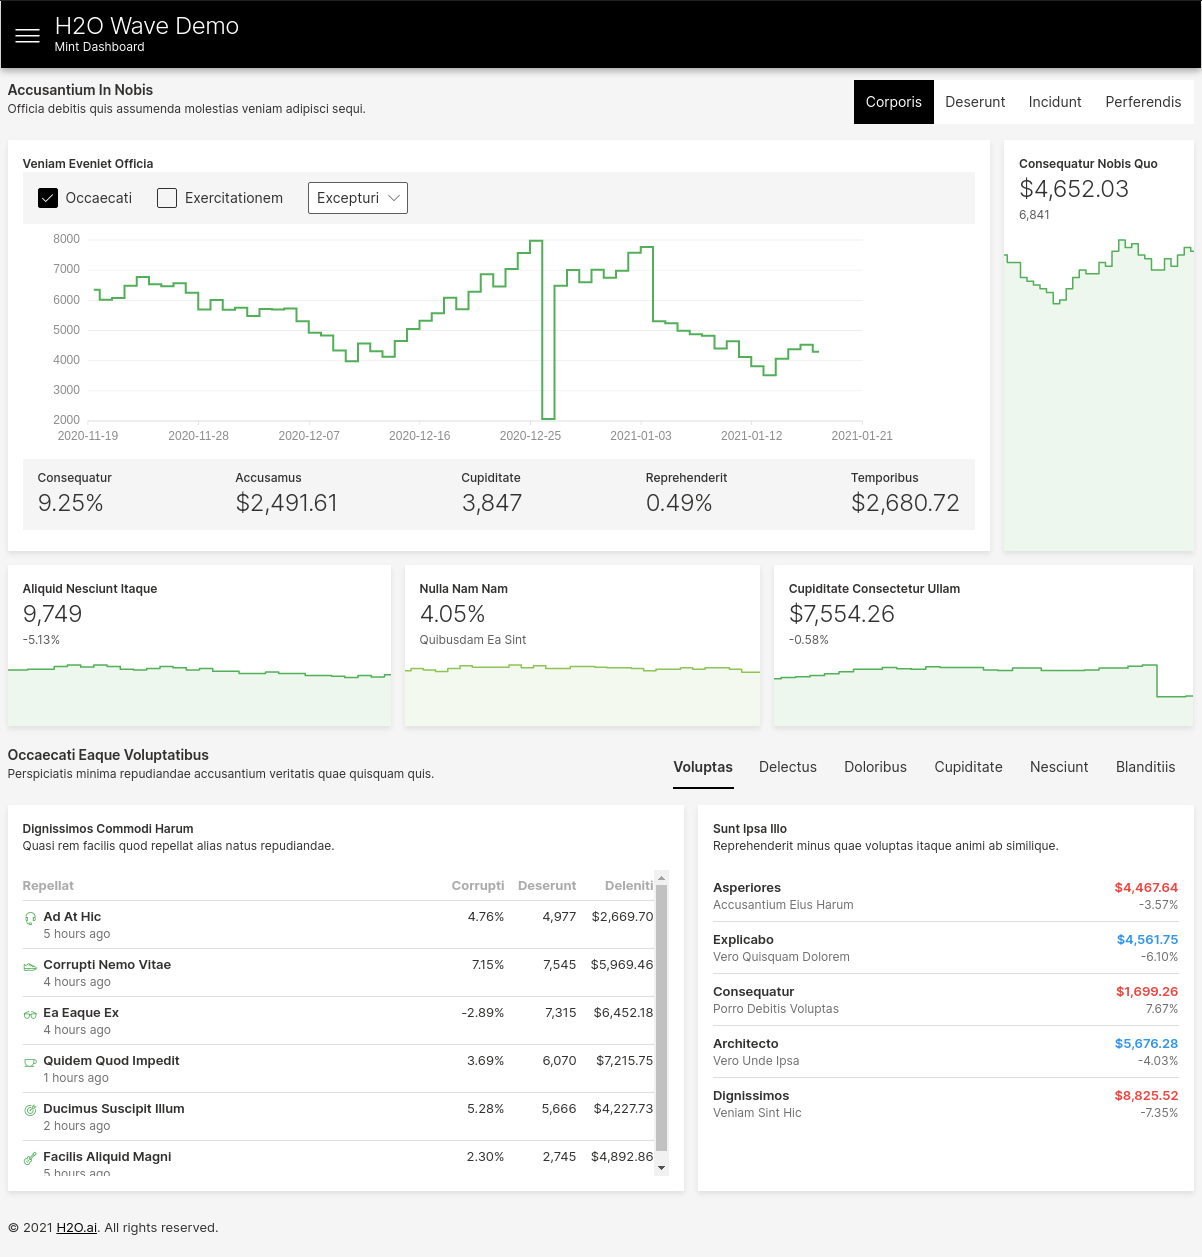 H2O Wave Demo
Mint Dashboard
Accusantium In Nobis
Officia debitis quis assumenda molestias veniam adipisci sequi.
Corporis Deserunt Incidunt Perferendis
Veniam Eveniet Officia
Occaecati Exercitationem Excepturi
8000
7000
6000
5000
4000
3000
2000
2020-11-19 2020-11-28 2020-12-07 2020-12-16 2020-12-25 2021-01-03 2021-01-12 2021-01-21
Consequatur Accusamus Cupiditate Reprehenderit Temporibus
9.25% $2,491.61 3,847 0.49% $2,680.72
Consequatur Nobis Quo
$4,652.03
6,841
Aliquid Nesciunt Itaque
9,749
-5.13%
Nulla Nam Nam
4.05%
Quibusdam Ea Sint
Cupiditate Consectetur Ullam
$7,554.26
-0.58%
Occaecati Eaque Voluptatibus
Perspiciatis minima repudiandae accusantium veritatis quae quisquam quis.
Voluptas Delectus Doloribus Cupiditate Nesciunt Blanditiis
Dignissimos Commodi Harum
Quasi rem facilis quod repellat alias natus repudiandae.
Repellat Corrupti Deserunt Deleniti
Ad At Hic 4.76% 4,977 $2,669.70
5 hours ago
Corrupti Nemo Vitae 7.15% 7,545 $5,969.46
4 hours ago
Ea Eaque Ex -2.89% 7,315 $6,452.18
4 hours ago
Quidem Quod Impedit 3.69% 6,070 $7,215.75
1 hours ago
Ducimus Suscipit Illum 5.28% 5,666 $4,227.73
2 hours ago
Facilis Aliquid Magni 2.30% 2,745 $4,892.86
5 hours ago
Sunt Ipsa Illo
Reprehenderit minus quae voluptas itaque animi ab similique.
Asperiores $4,467.64
Accusantium Eius Harum -3.57%
Explicabo $4,561.75
Vero Quisquam Dolorem -6.10%
Consequatur $1,699.26
Porro Debitis Voluptas 7.67%
Architecto $5,676.28
Vero Unde Ipsa -4.03%
Dignissimos $8,825.52
Veniam Sint Hic -7.35%
© 2021 H2O.ai. All rights reserved.